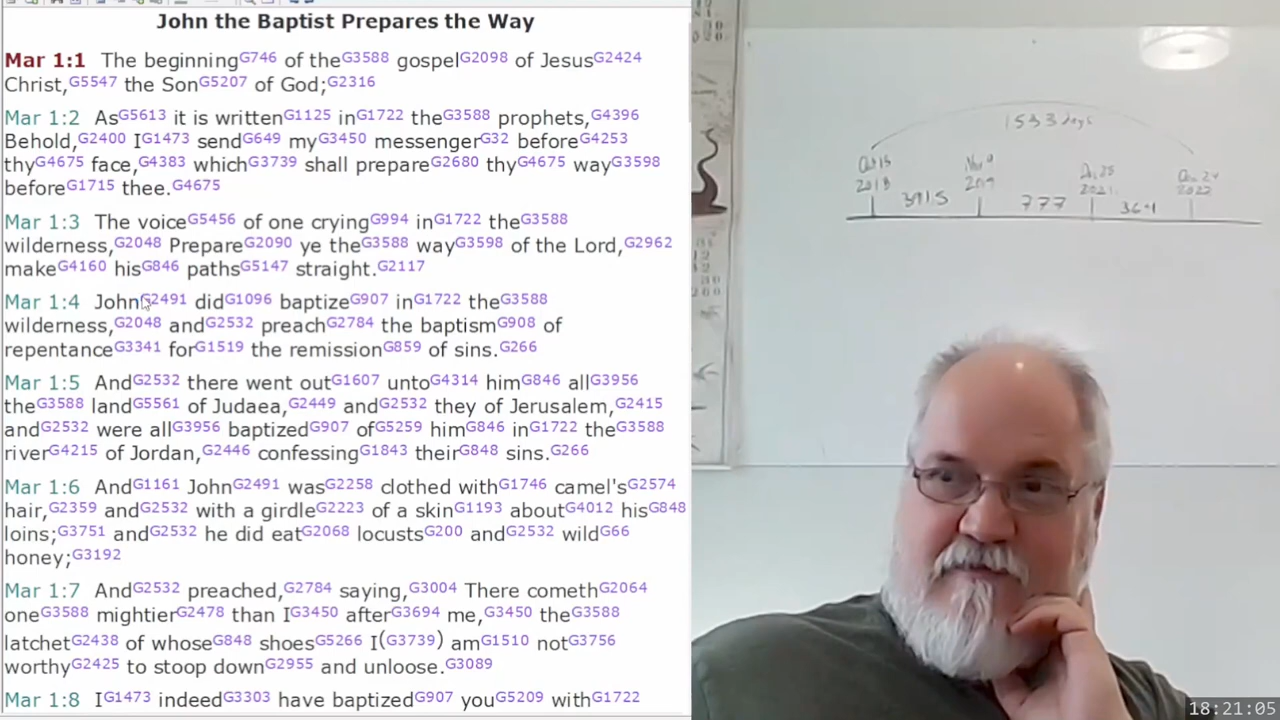 John the Baptist Prepares the Way
Mar 1:1 The beginningG746 of theG3588 gospelG2098 of JesusG2424
Christ,G5547 the SonG5207 of God;G2316
Mar 1:2 AsG5613 it is writtenG1125 inG1722 theG3588 prophets,G4396
Behold,G2400 IG1473 sendG649 myG3450 messengerG32 beforeG4253
thyG4675 face,G4383 whichG3739 shall prepareG2680 thyG4675 wayG3598
beforeG1715 thee.G4675
Mar 1:3 The voiceG5456 of one cryingG994 inG1722 theG3588
wilderness,G2048 PrepareG2090 ye theG3588 wayG3598 of the Lord,G2962
makeG4160 hisG846 pathsG5147 straight.G2117
Mar 1:4 JohnG2491 didG1096 baptizeG907 inG1722 theG3588
wilderness,G2048 andG2532 preachG2784 the baptismG908 of
repentanceG3341 forG1519 the remissionG859 of sins.G266
Mar 1:5 AndG2532 there went outG1607 untoG4314 himG846 allG3956
theG3588 landG5561 of Judaea,G2449 andG2532 they of Jerusalem,G2415
andG2532 were allG3956 baptizedG907 ofG5259 himG846 inG1722 theG3588
riverG4215 of Jordan,G2446 confessingG1843 theirG848 sins.G266
Mar 1:6 AndG1161 JohnG2491 wasG2258 clothed withG1746 camel'sG2574
hair,G2359 andG2532 with a girdleG2223 of a skinG1193 aboutG4012 hisG848
loins;G3751 andG2532 he did eatG2068 locustsG200 andG2532 wildG66
honey;G3192
Mar 1:7 AndG2532 preached,G2784 saying,G3004 There comethG2064
oneG3588 mightierG2478 than IG3450 afterG3694 me,G3450 theG3588
latchetG2438 of whoseG848 shoesG5266 I(G3739) amG1510 notG3756
worthyG2425 to stoop downG2955 and unloose.G3089
Mar 1:8 IG1473 indeedG3303 have baptizedG907 youG5209 withG1722
1533 days
2018 2019 2021 2022
391.5 777 364
18:21:05